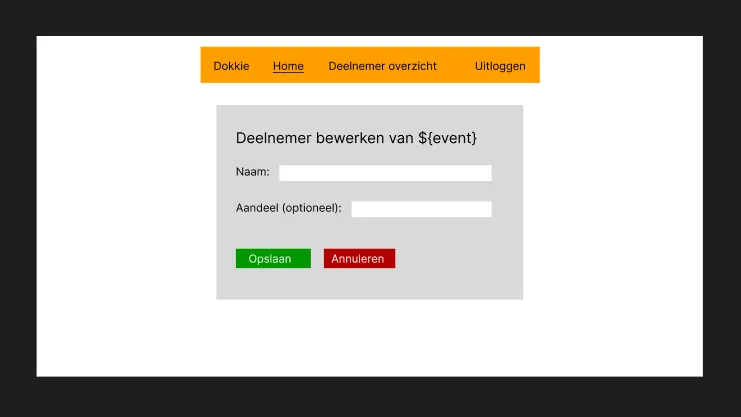 Dokkie Home Deelnemer overzicht Uitloggen
Deelnemer bewerken van ${event}
Naam:
Aandeel (optioneel):
Opslaan Annuleren